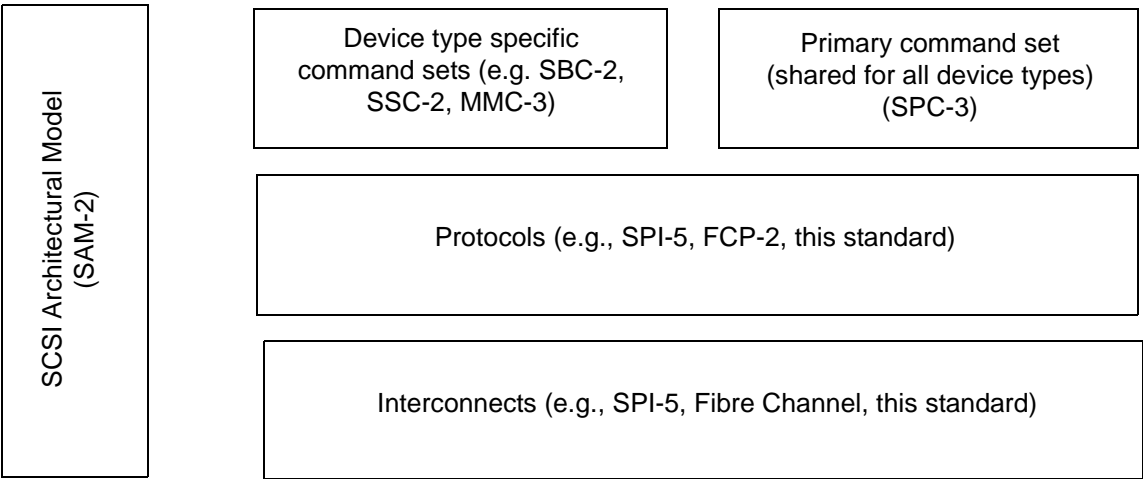 SCSI Architectural Model
(SAM-2)
Device type specific
command sets (e.g. SBC-2,
SSC-2, MMC-3)
Primary command set
(shared for all device types)
(SPC-3)
Protocols (e.g., SPI-5, FCP-2, this standard)
Interconnects (e.g., SPI-5, Fibre Channel, this standard)